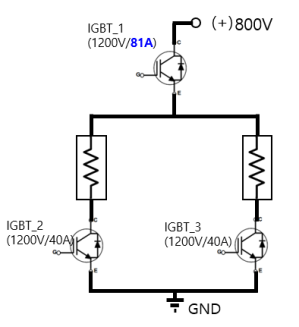 (+)800V
IGBT_1
(1200V/81A)
C
G
E
IGBT_2
(1200V/40A)
C
G
E
IGBT_3
(1200V/40A)
C
G
E
GND